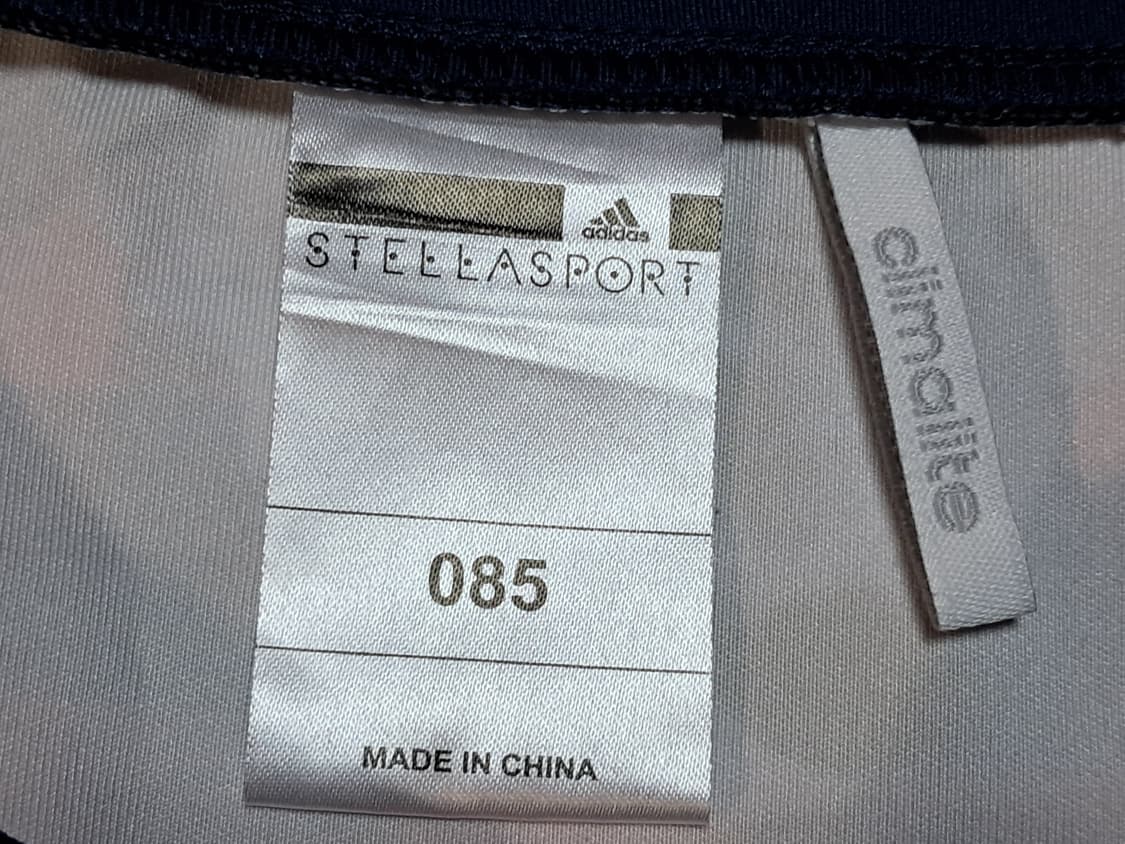 adidas
STELLASPORT
085
MADE IN CHINA
climalite